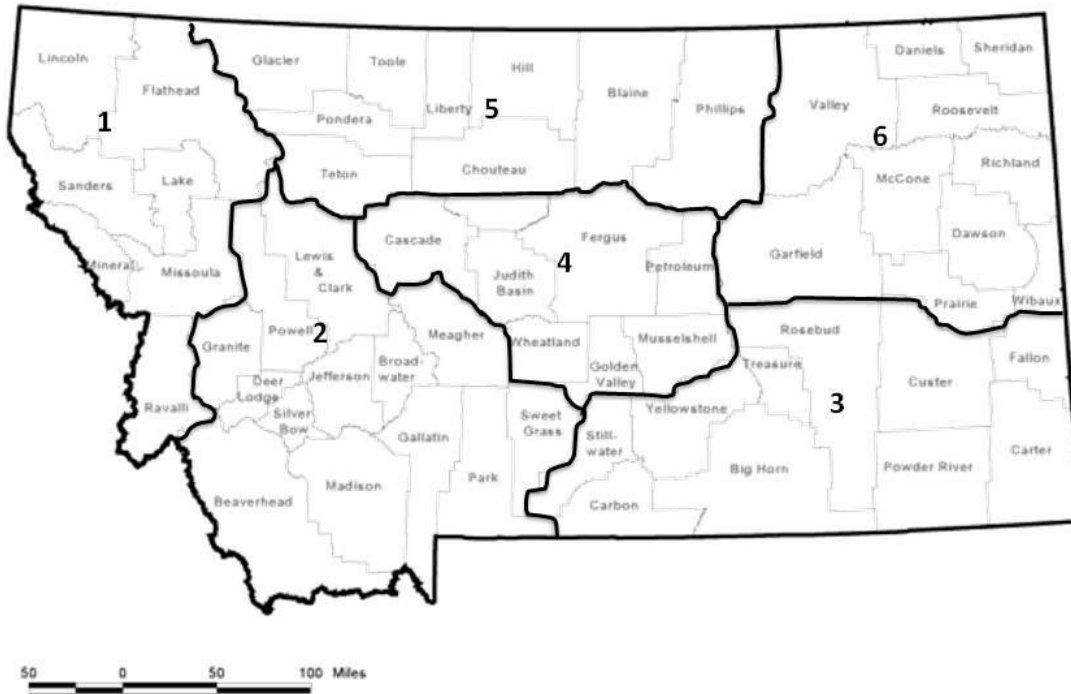 Lincoln
Flathead
1
Sanders
Lake
Mineral
Missoula
Ravalli
Glacier
Toole
Liberty
Hill
5
Blaine
Phillips
Pondera
Teton
Chouteau
Daniels
Sheridan
Valley
Roosevelt
6
Richland
McCone
Dawson
Garfield
Prairie
Wibaux
Cascade
Fergus
4
Judith
Basin
Petroleum
Wheatland
Golden
Valley
Musselshell
Lewis
&
Clark
Powell
2
Granite
Meagher
Broad-
water
Jefferson
Deer
Lodge
Silver
Bow
Gallatin
Park
Sweet
Grass
Madison
Beaverhead
Rosebud
Treasure
3
Custer
Fallon
Yellowstone
Still-
water
Big Horn
Carbon
Powder River
Carter
50 0 50 100 Miles